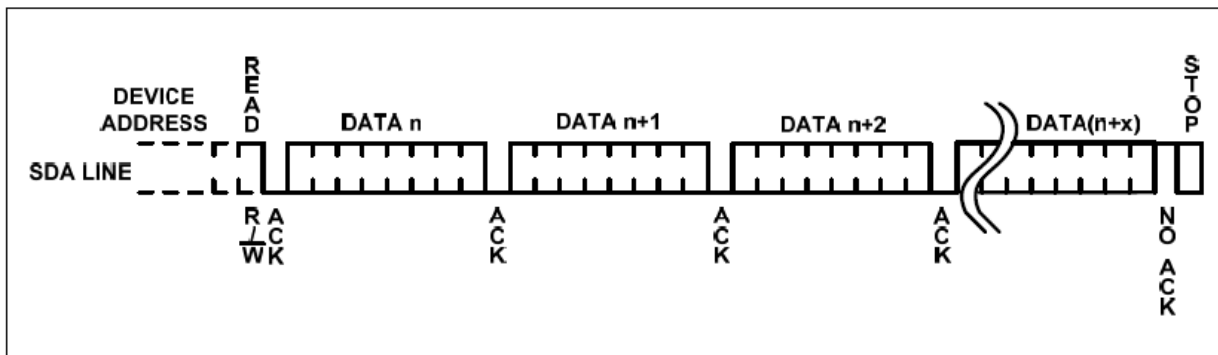 READ
STOP
DEVICE
ADDRESS
DATA n
DATA n+1
DATA n+2
DATA(n+x)
SDA LINE
R/W
ACK
ACK
ACK
ACK
NO ACK